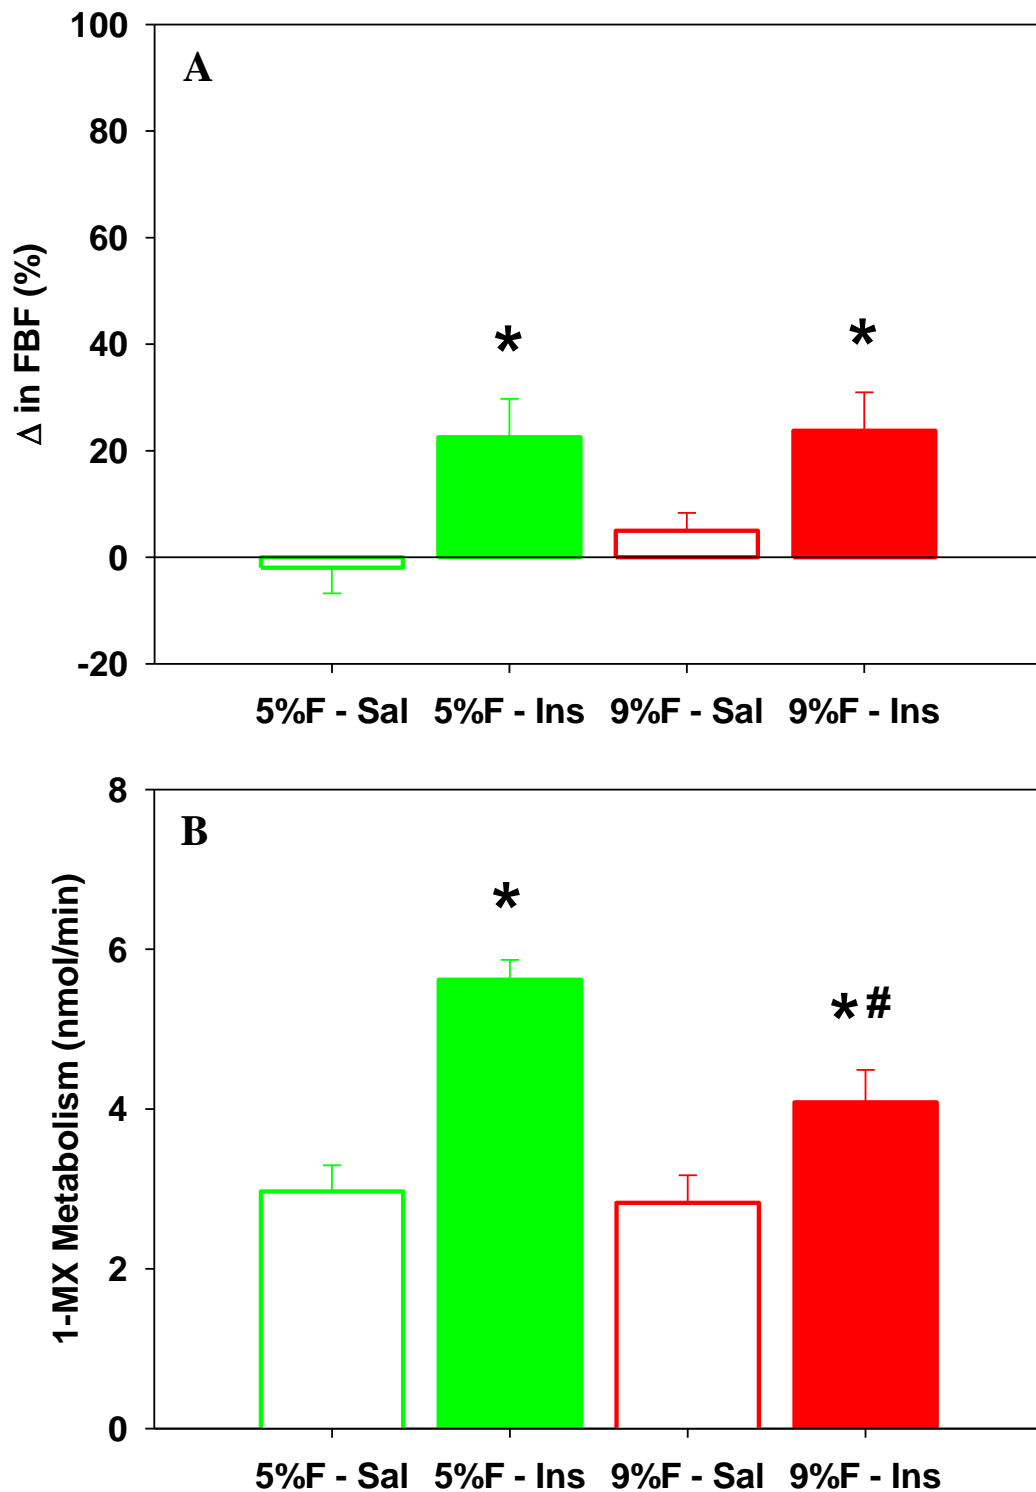 A
Δ in FBF (%)
100
80
60
40
20
0
-20
*
*
5%F - Sal 5%F - Ins 9%F - Sal 9%F - Ins
B
1-MX Metabolism (nmol/min)
8
6
4
2
0
*
*#
5%F - Sal 5%F - Ins 9%F - Sal 9%F - Ins